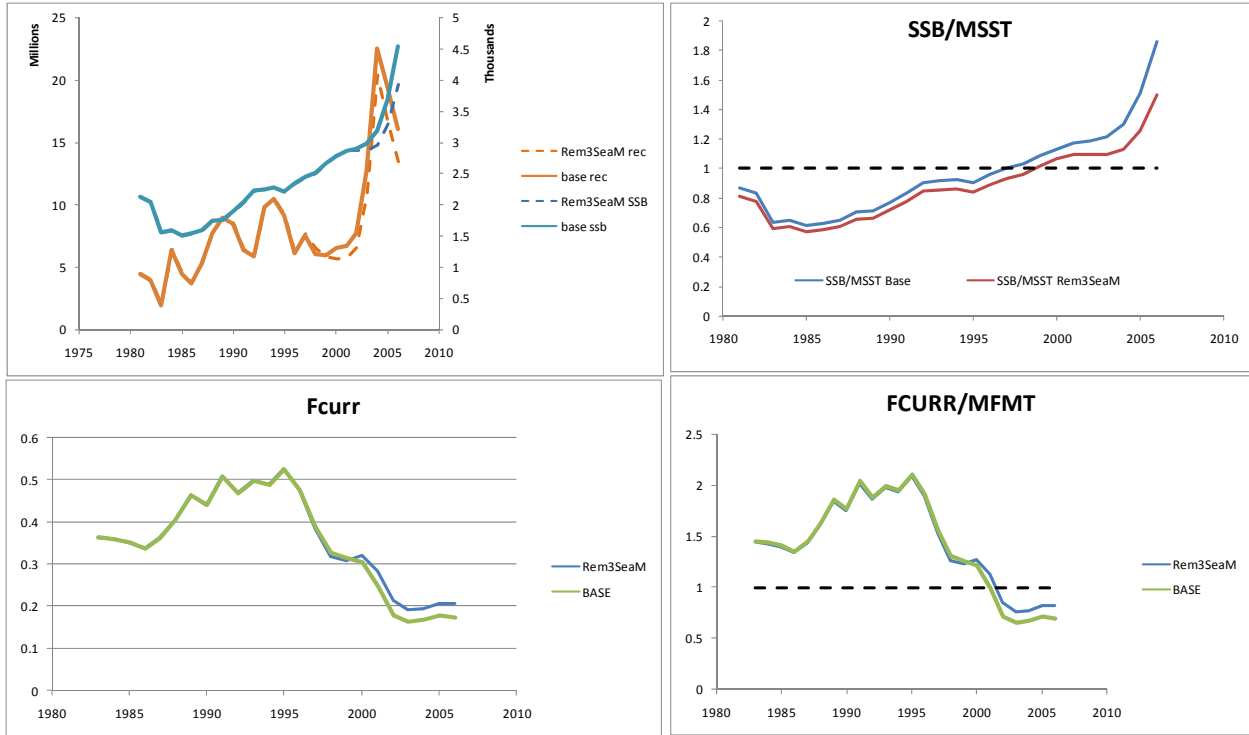 Millions
25
20
15
10
5
0
5
4.5
4
3.5
3
2.5
2
1.5
1
0.5
0
Thousands
1975 1980 1985 1990 1995 2000 2005 2010
Rem3SeaM rec
base rec
Rem3SeaM SSB
base ssb
SSB/MSST
2
1.8
1.6
1.4
1.2
1
0.8
0.6
0.4
0.2
0
SSB/MSST Base SSB/MSST Rem3SeaM
1980 1985 1990 1995 2000 2005 2010
Fcurr
0.6
0.5
0.4
0.3
0.2
0.1
0
1980 1985 1990 1995 2000 2005 2010
Rem3SeaM
BASE
FCURR/MFMT
2.5
2
1.5
1
0.5
0
1980 1985 1990 1995 2000 2005 2010
Rem3SeaM
BASE